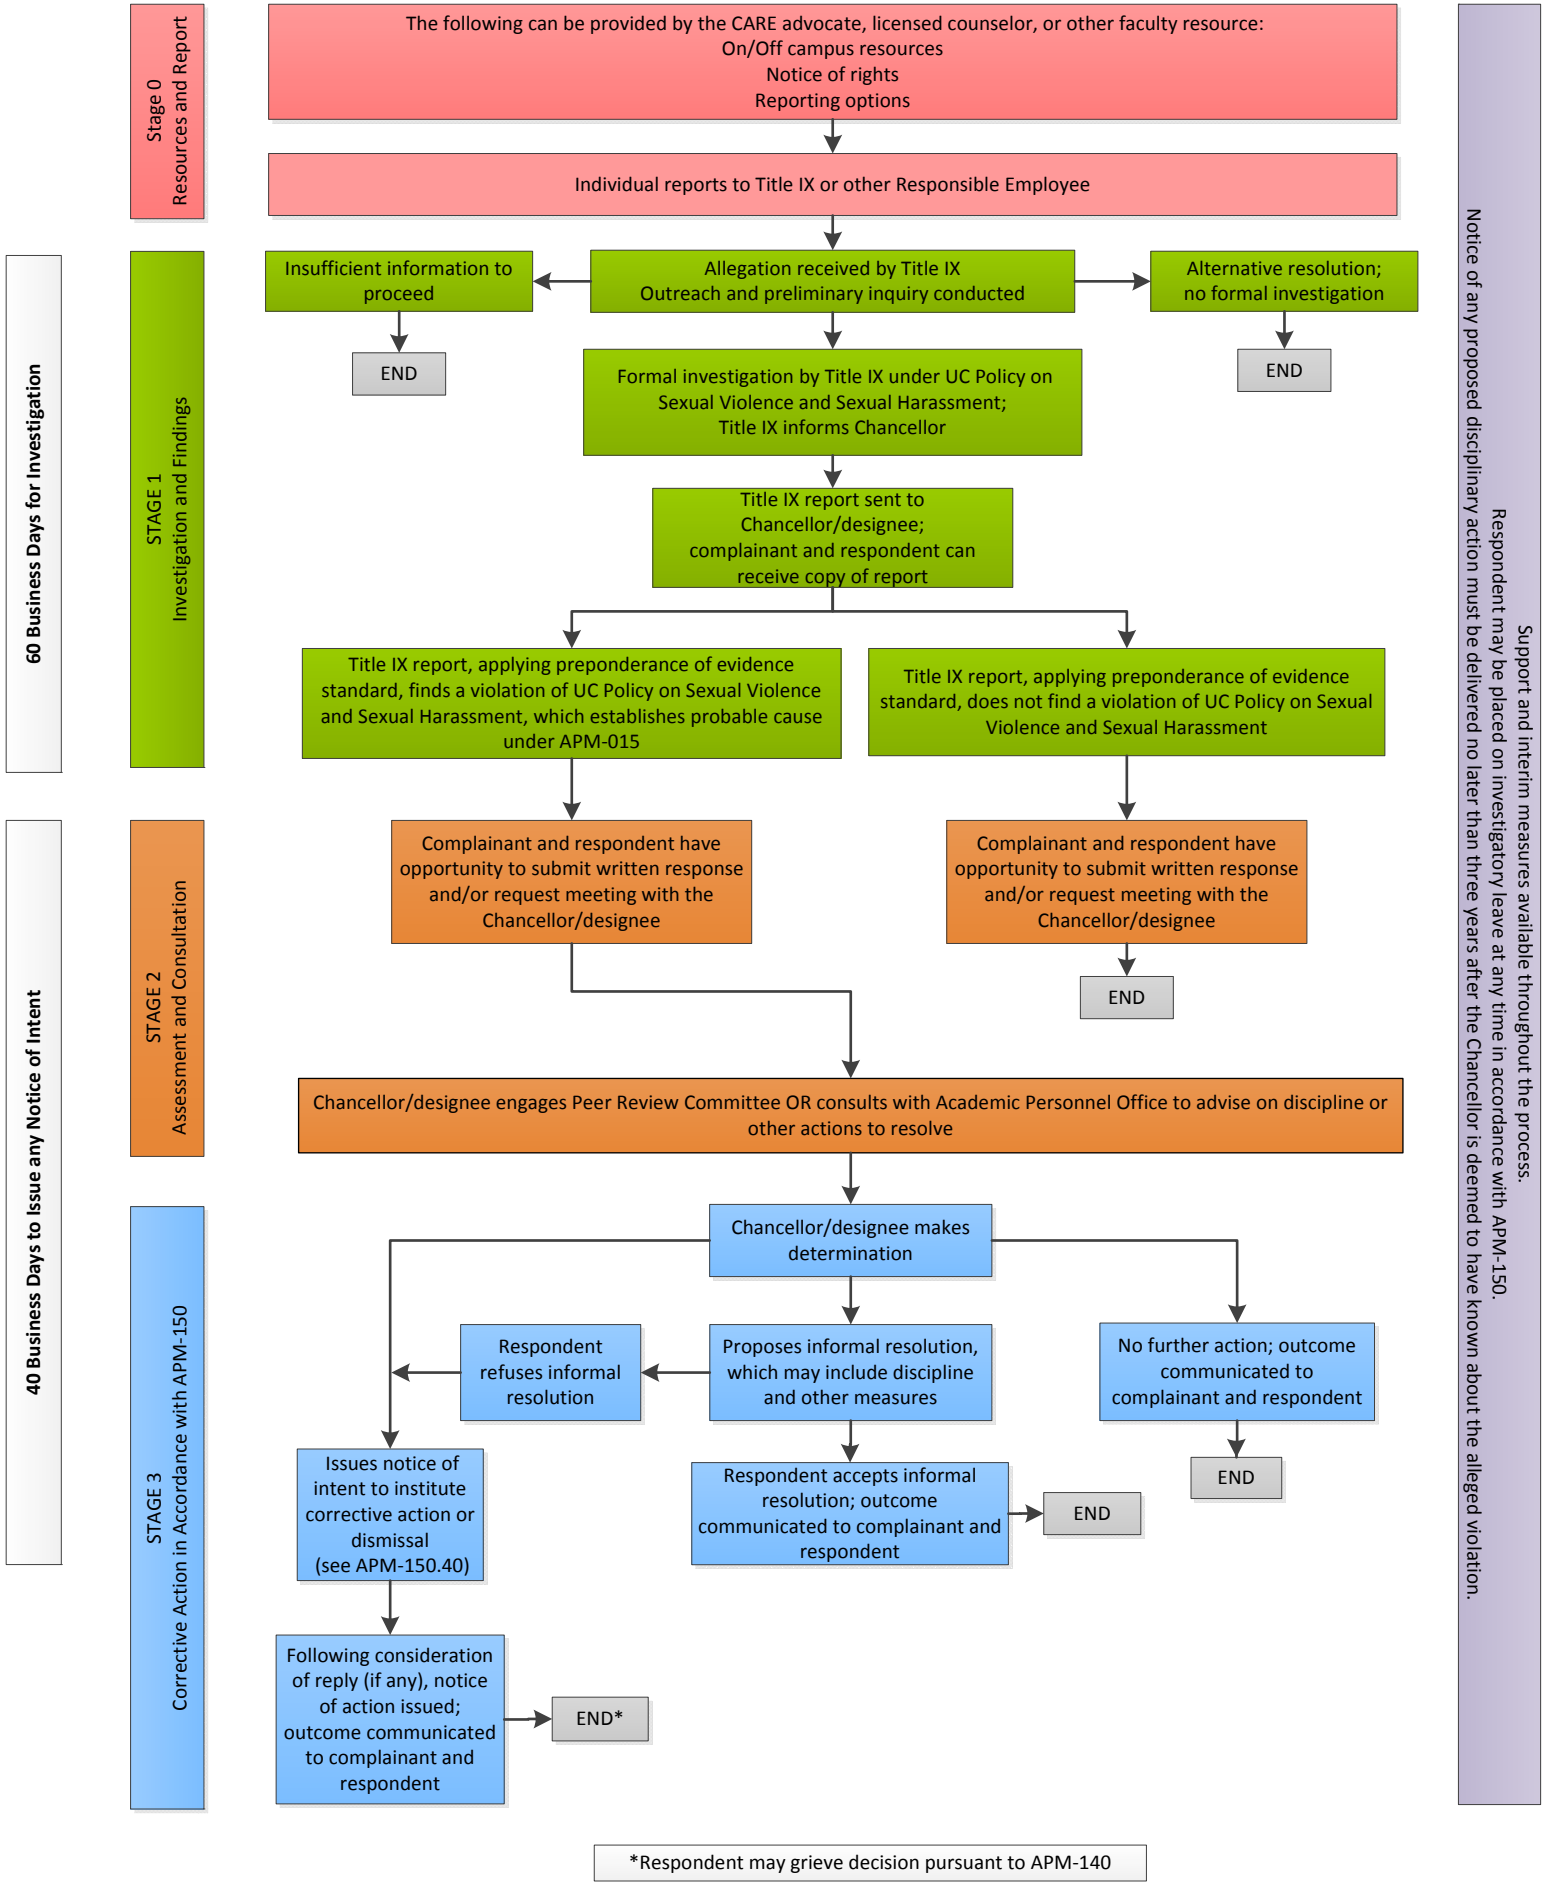 Stage 0
Resources and Report
The following can be provided by the CARE advocate, licensed counselor, or other faculty resource:
On/Off campus resources
Notice of rights
Reporting options
Individual reports to Title IX or other Responsible Employee
60 Business Days for Investigation
STAGE 1
Investigation and Findings
Insufficient information to
proceed
END
Allegation received by Title IX
Outreach and preliminary inquiry conducted
Alternative resolution;
no formal investigation
END
Formal investigation by Title IX under UC Policy on
Sexual Violence and Sexual Harassment;
Title IX informs Chancellor
Title IX report sent to
Chancellor/designee;
complainant and respondent can
receive copy of report
Title IX report, applying preponderance of evidence
standard, finds a violation of UC Policy on Sexual Violence
and Sexual Harassment, which establishes probable cause
under APM-015
Title IX report, applying preponderance of evidence
standard, does not find a violation of UC Policy on Sexual
Violence and Sexual Harassment
40 Business Days to Issue any Notice of Intent
STAGE 2
Assessment and Consultation
Complainant and respondent have
opportunity to submit written response
and/or request meeting with the
Chancellor/designee
Complainant and respondent have
opportunity to submit written response
and/or request meeting with the
Chancellor/designee
END
Chancellor/designee engages Peer Review Committee OR consults with Academic Personnel Office to advise on discipline or
other actions to resolve
STAGE 3
Corrective Action in Accordance with APM-150
Chancellor/designee makes
determination
Respondent
refuses informal
resolution
Proposes informal resolution,
which may include discipline
and other measures
No further action; outcome
communicated to
complainant and respondent
END
Issues notice of
intent to institute
corrective action or
dismissal
(see APM-150.40)
Respondent accepts informal
resolution; outcome
communicated to complainant and
respondent
END
Following consideration
of reply (if any), notice
of action issued;
outcome communicated
to complainant and
respondent
END*
Support and interim measures available throughout the process.
Respondent may be placed on investigatory leave at any time in accordance with APM-150.
Notice of any proposed disciplinary action must be delivered no later than three years after the Chancellor is deemed to have known about the alleged violation.
*Respondent may grieve decision pursuant to APM-140